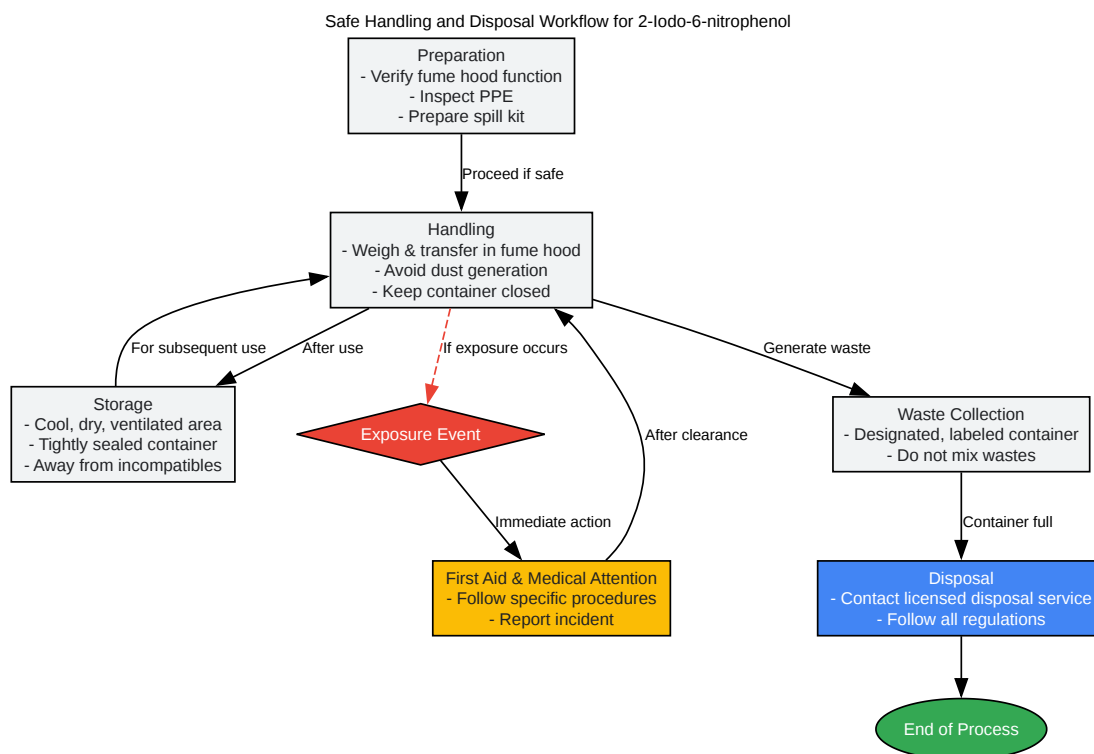 Safe Handling and Disposal Workflow for 2-Iodo-6-nitrophenol
Preparation
- Verify fume hood function
- Inspect PPE
- Prepare spill kit
Proceed if safe
Handling
- Weigh & transfer in fume hood
- Avoid dust generation
- Keep container closed
For subsequent use
After use
If exposure occurs
Generate waste
Storage
- Cool, dry, ventilated area
- Tightly sealed container
- Away from incompatibles
Exposure Event
After clearance
Waste Collection
- Designated, labeled container
- Do not mix wastes
Immediate action
Container full
First Aid & Medical Attention
- Follow specific procedures
- Report incident
Disposal
- Contact licensed disposal service
- Follow all regulations
End of Process